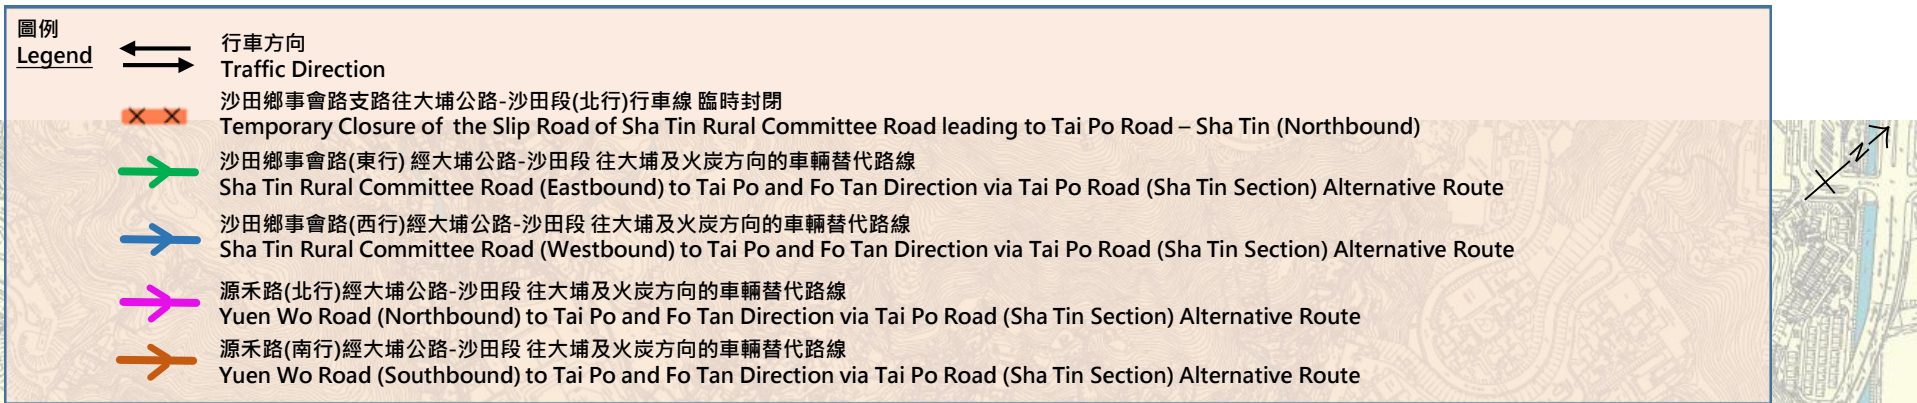 圖例
Legend
行車方向
Traffic Direction
沙田鄉事會路支路往大埔公路-沙田段(北行)行車線 臨時封閉
Temporary Closure of the Slip Road of Sha Tin Rural Committee Road leading to Tai Po Road – Sha Tin (Northbound)
沙田鄉事會路(東行) 經大埔公路-沙田段 往大埔及火炭方向的車輛替代路線
Sha Tin Rural Committee Road (Eastbound) to Tai Po and Fo Tan Direction via Tai Po Road (Sha Tin Section) Alternative Route
沙田鄉事會路(西行)經大埔公路-沙田段 往大埔及火炭方向的車輛替代路線
Sha Tin Rural Committee Road (Westbound) to Tai Po and Fo Tan Direction via Tai Po Road (Sha Tin Section) Alternative Route
源禾路(北行)經大埔公路-沙田段 往大埔及火炭方向的車輛替代路線
Yuen Wo Road (Northbound) to Tai Po and Fo Tan Direction via Tai Po Road (Sha Tin Section) Alternative Route
源禾路(南行)經大埔公路-沙田段 往大埔及火炭方向的車輛替代路線
Yuen Wo Road (Southbound) to Tai Po and Fo Tan Direction via Tai Po Road (Sha Tin Section) Alternative Route
N